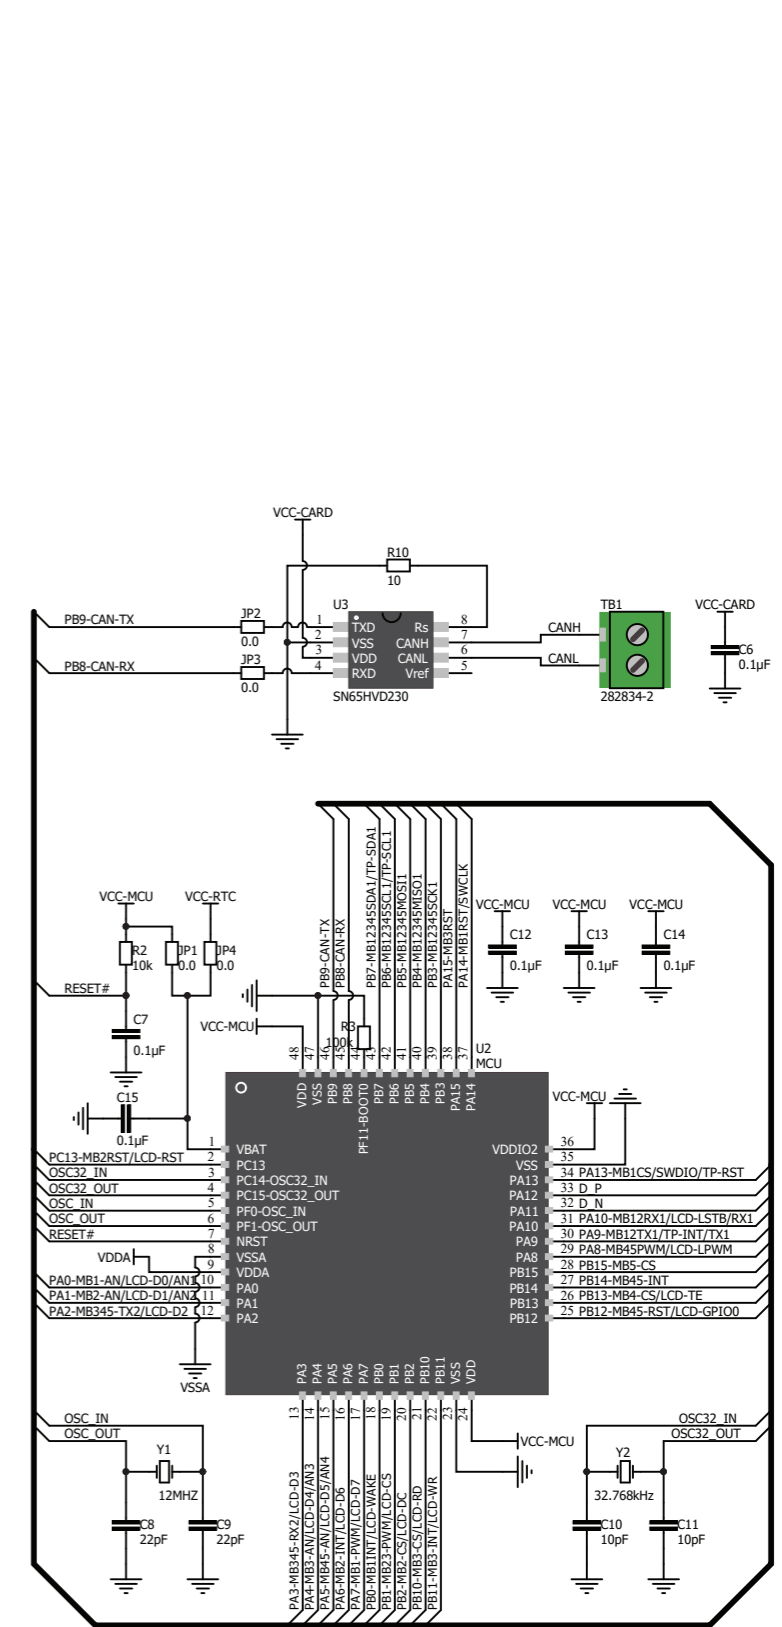 VCC-CARD
R10
10
PB9-CAN-TX
JP2
0.0
PB8-CAN-RX
JP3
0.0
U3
1 TXD Rs 8
2 VSS CANH 7
3 VDD CANL 6
4 RXD Vref 5
SN65HVD230
CANH
CANL
TB1
282834-2
VCC-CARD
C6
0.1µF
VCC-MCU
VCC-RTC
R2
10k
JP1
0.0
JP4
0.0
RESET#
C7
0.1µF
C15
0.1µF
VCC-MCU
R3
100k
PB9-CAN-TX
PB8-CAN-RX
PB7-MB12345SDA1/TP-SDA1
PB6-MB12345SCL1/TP-SCL1
PB5-MB12345MOSI1
PB4-MB12345MISO1
PB3-MB12345SCK1
PA15-MB3RST
PA14-MB1RST/SWCLK
VCC-MCU
C12
0.1µF
VCC-MCU
C13
0.1µF
VCC-MCU
C14
0.1µF
48 47 46 45 44 43 42 41 40 39 38 37
U2
MCU
VDD VSS PB9 PB8 PF11-BOOT0 PB7 PB6 PB5 PB4 PB3 PA15 PA14
VCC-MCU
1 VBAT
PC13-MB2RST/LCD-RST 2 PC13
OSC32_IN 3 PC14-OSC32_IN
OSC32_OUT 4 PC15-OSC32_OUT
OSC_IN 5 PF0-OSC_IN
OSC_OUT 6 PF1-OSC_OUT
RESET# 7 NRST
8 VSSA
VDDA 9 VDDA
PA0-MB1-AN/LCD-D0/AN1 10 PA0
PA1-MB2-AN/LCD-D1/AN2 11 PA1
PA2-MB345-TX2/LCD-D2 12 PA2
VSSA
VDDIO2 36
VSS 35
PA13 34 PA13-MB1CS/SWDIO/TP-RST
PA12 33 D_P
PA11 32 D_N
PA10 31 PA10-MB12RX1/LCD-LSTB/RX1
PA9 30 PA9-MB12TX1/TP-INT/TX1
PA8 29 PA8-MB45PWM/LCD-LPWM
PB15 28 PB15-MB5-CS
PB14 27 PB14-MB45-INT
PB13 26 PB13-MB4-CS/LCD-TE
PB12 25 PB12-MB45-RST/LCD-GPIO0
PA3 PA4 PA5 PA6 PA7 PB0 PB1 PB2 PB10 PB11 VSS VDD
13 14 15 16 17 18 19 20 21 22 23 24
PA3-MB345-RX2/LCD-D3
PA4-MB3-AN/LCD-D4/AN3
PA5-MB45-AN/LCD-D5/AN4
PA6-MB2-INT/LCD-D6
PA7-MB1-PWM/LCD-D7
PB0-MB1INT/LCD-WAKE
PB1-MB23-PWM/LCD-CS
PB2-MB2-CS/LCD-DC
PB10-MB3-CS/LCD-RD
PB11-MB3-INT/LCD-WR
VCC-MCU
OSC_IN
OSC_OUT
Y1
12MHZ
C8
22pF
C9
22pF
OSC32_IN
OSC32_OUT
Y2
32.768kHz
C10
10pF
C11
10pF